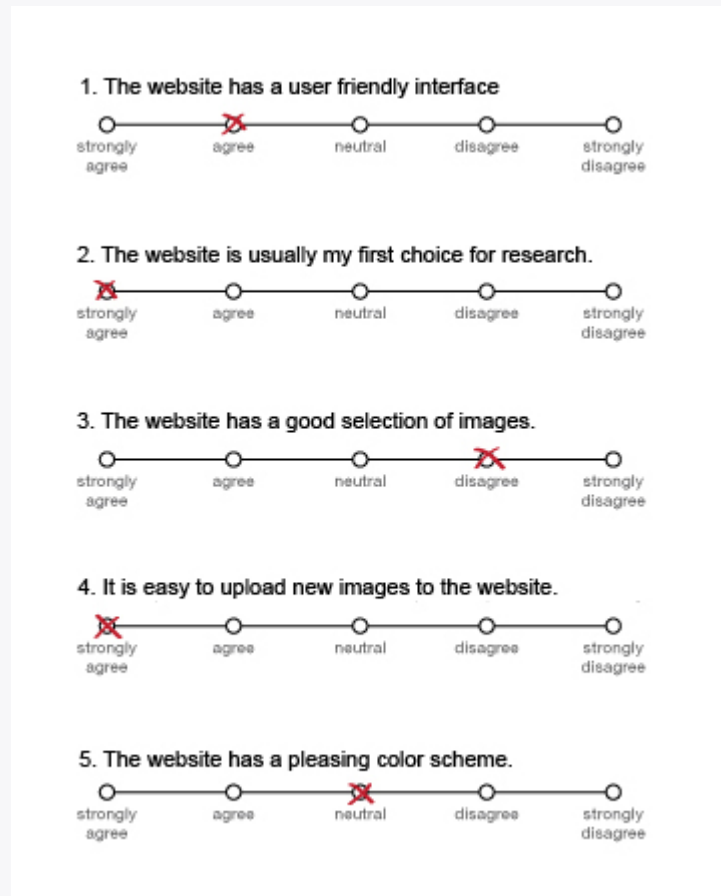 1. The website has a user friendly interface
strongly agree neutral disagree strongly
agree disagree
2. The website is usually my first choice for research.
strongly agree neutral disagree strongly
agree disagree
3. The website has a good selection of images.
strongly agree neutral disagree strongly
agree disagree
4. It is easy to upload new images to the website.
strongly agree neutral disagree strongly
agree disagree
5. The website has a pleasing color scheme.
strongly agree neutral disagree strongly
agree disagree